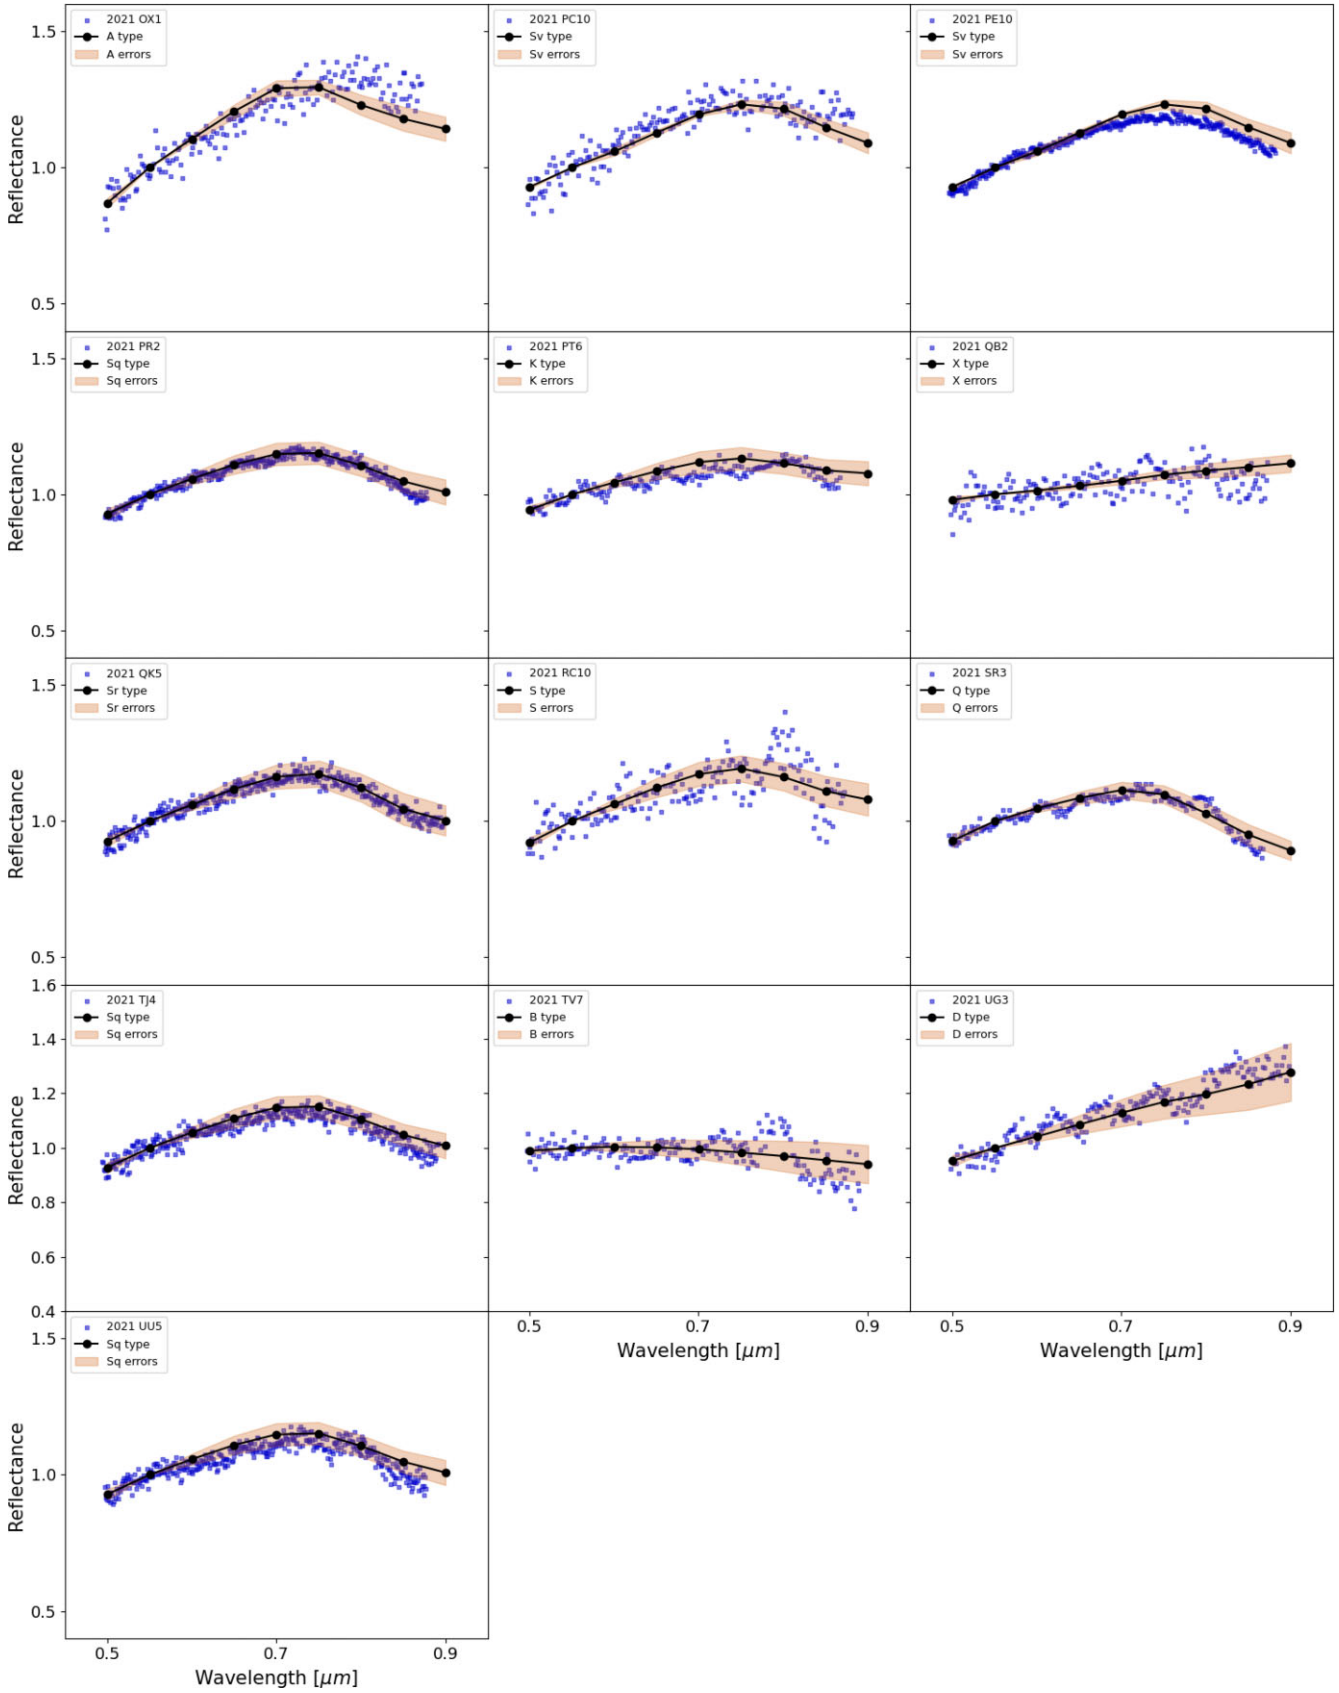 2021 OX1
A type
A errors
2021 PC10
Sv type
Sv errors
2021 PE10
Sv type
Sv errors
1.5
1.0
0.5
Reflectance
2021 PR2
Sq type
Sq errors
2021 PT6
K type
K errors
2021 QB2
X type
X errors
1.5
1.0
0.5
Reflectance
2021 QK5
Sr type
Sr errors
2021 RC10
S type
S errors
2021 SR3
Q type
Q errors
1.5
1.0
0.5
Reflectance
2021 TJ4
Sq type
Sq errors
2021 TV7
B type
B errors
2021 UG3
D type
D errors
1.6
1.4
1.2
1.0
0.8
0.6
0.4
Reflectance
0.5 0.7 0.9
Wavelength [μm]
0.5 0.7 0.9
Wavelength [μm]
2021 UU5
Sq type
Sq errors
1.5
1.0
0.5
Reflectance
0.5 0.7 0.9
Wavelength [μm]